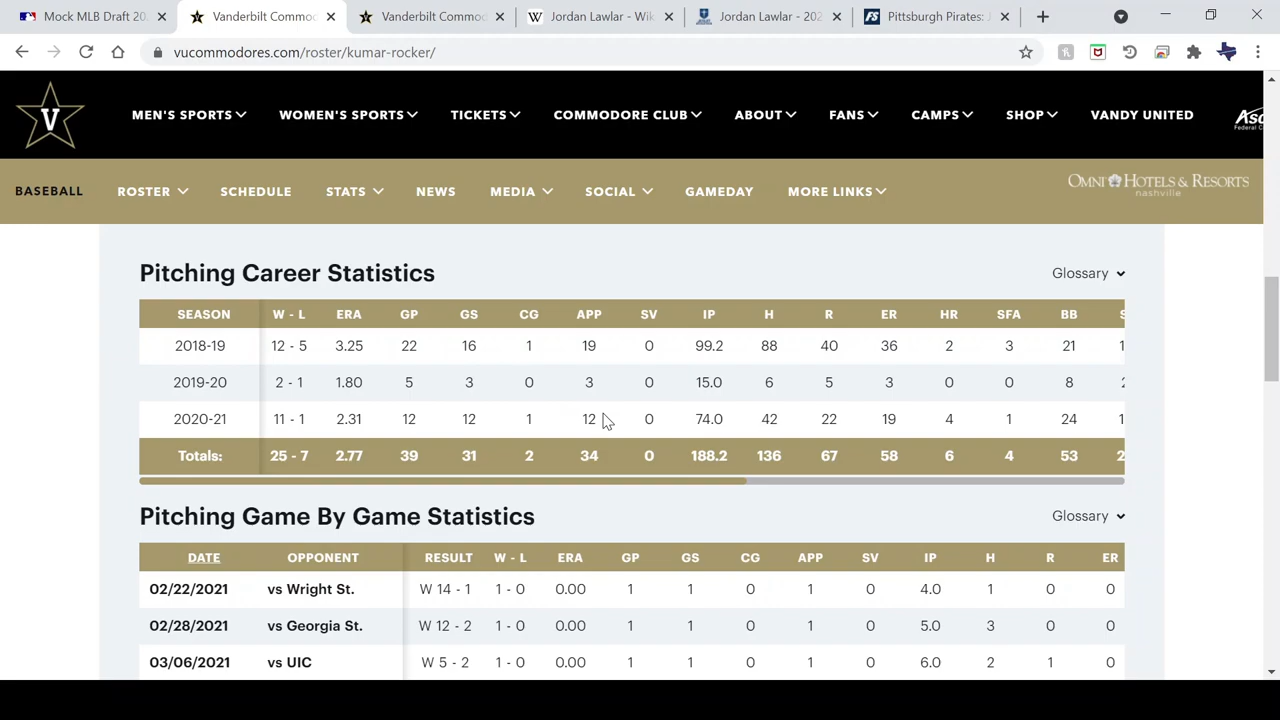 Mock MLB Draft 20
Vanderbilt Commod
Vanderbilt Commod
W Jordan Lawlar - Wik
Jordan Lawlar - 202
FS Pittsburgh Pirates: J
vucommodores.com/roster/kumar-rocker/
V MEN'S SPORTS WOMEN'S SPORTS TICKETS COMMODORE CLUB ABOUT FANS CAMPS SHOP VANDY UNITED Asc
Federal C
BASEBALL ROSTER SCHEDULE STATS NEWS MEDIA SOCIAL GAMEDAY MORE LINKS OMNI HOTELS & RESORTS
nashville
Pitching Career Statistics Glossary
SEASON W - L ERA GP GS CG APP SV IP H R ER HR SFA BB S
2018-19 12 - 5 3.25 22 16 1 19 0 99.2 88 40 36 2 3 21 1
2019-20 2 - 1 1.80 5 3 0 3 0 15.0 6 5 3 0 0 8 2
2020-21 11 - 1 2.31 12 12 1 12 0 74.0 42 22 19 4 1 24 1
Totals: 25 - 7 2.77 39 31 2 34 0 188.2 136 67 58 6 4 53 2
Pitching Game By Game Statistics Glossary
DATE OPPONENT RESULT W - L ERA GP GS CG APP SV IP H R ER
02/22/2021 vs Wright St. W 14 - 1 1 - 0 0.00 1 1 0 1 0 4.0 1 0 0
02/28/2021 vs Georgia St. W 12 - 2 1 - 0 0.00 1 1 0 1 0 5.0 3 0 0
03/06/2021 vs UIC W 5 - 2 1 - 0 0.00 1 1 0 1 0 6.0 2 1 0